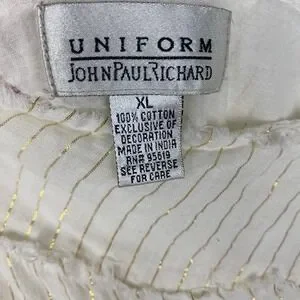 UNIFORM
JOHNPAULRICHARD
XL
100% COTTON
EXCLUSIVE OF
DECORATION
MADE IN INDIA
RN# 95619
SEE REVERSE
FOR CARE